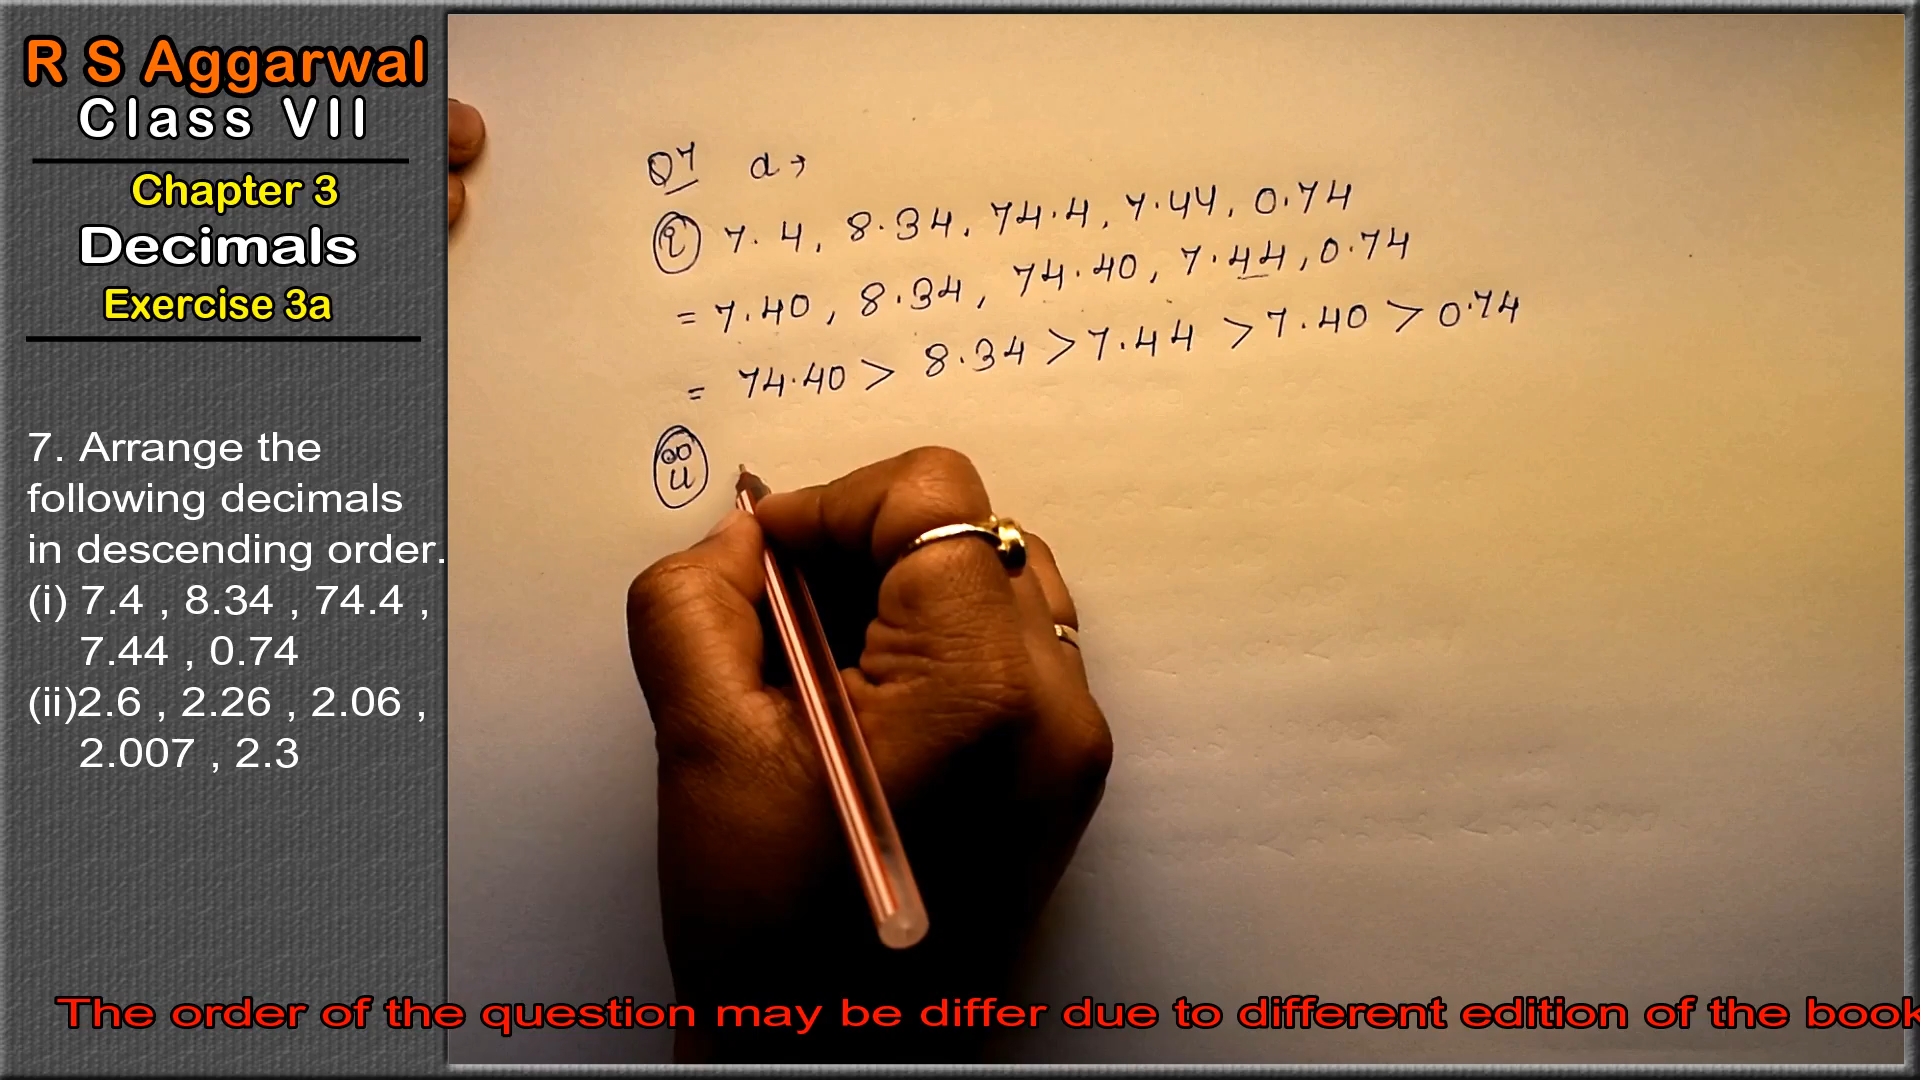 R S Aggarwal
Class VII
Chapter 3
Decimals
Exercise 3a
7. Arrange the
following decimals
in descending order.
(i) 7.4 , 8.34 , 74.4 ,
7.44 , 0.74
(ii)2.6 , 2.26 , 2.06 ,
2.007 , 2.3
Q7 d →
(i) 7.4, 8.34, 74.4, 7.44, 0.74
= 7.40, 8.34, 74.40, 7.44, 0.74
= 74.40 > 8.34 > 7.44 > 7.40 > 0.74
(ii)
The order of the question may be differ due to different edition of the book